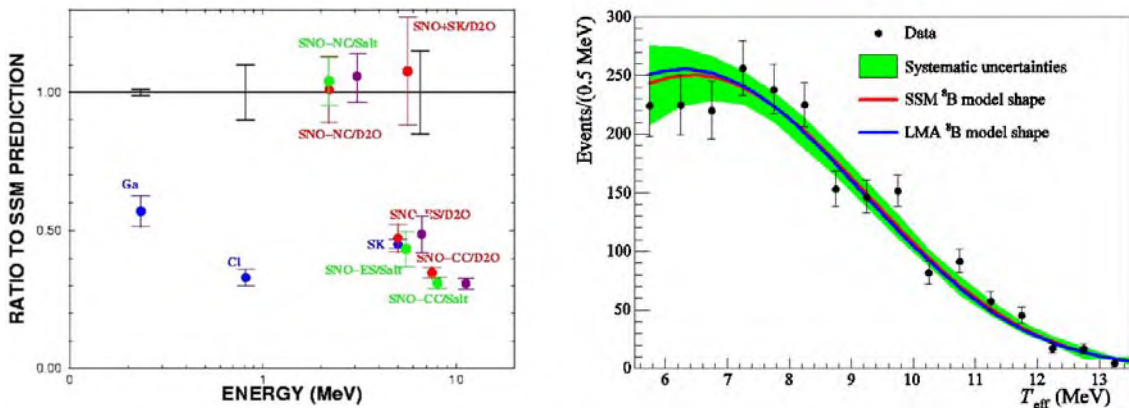 RATIO TO SSM PREDICTION
1.00
0.50
0.00
SNO+SK/D2O
SNO-NC/Salt
SNO-NC/D2O
Ga
Cl
SNO-ES/D2O
SK
SNO-CC/D2O
SNO-ES/Salt
SNO-CC/Salt
0 1 10
ENERGY (MeV)
Events/(0.5 MeV)
300
250
200
150
100
50
0
Data
Systematic uncertainties
SSM ⁸B model shape
LMA ⁸B model shape
6 7 8 9 10 11 12 13
T_eff (MeV)